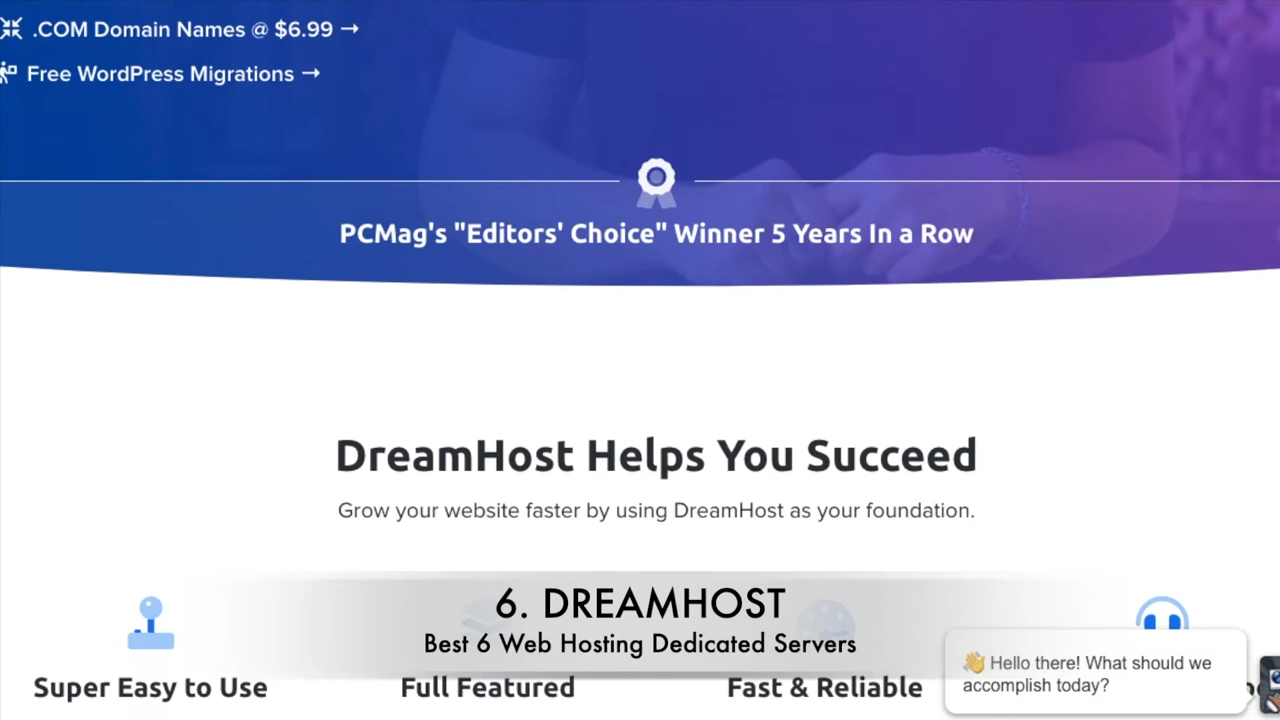 .COM Domain Names @ $6.99 →
Free WordPress Migrations →
PCMag's "Editors' Choice" Winner 5 Years In a Row
DreamHost Helps You Succeed
Grow your website faster by using DreamHost as your foundation.
6. DREAMHOST
Best 6 Web Hosting Dedicated Servers
👋 Hello there! What should we
accomplish today?
Super Easy to Use
Full Featured
Fast & Reliable